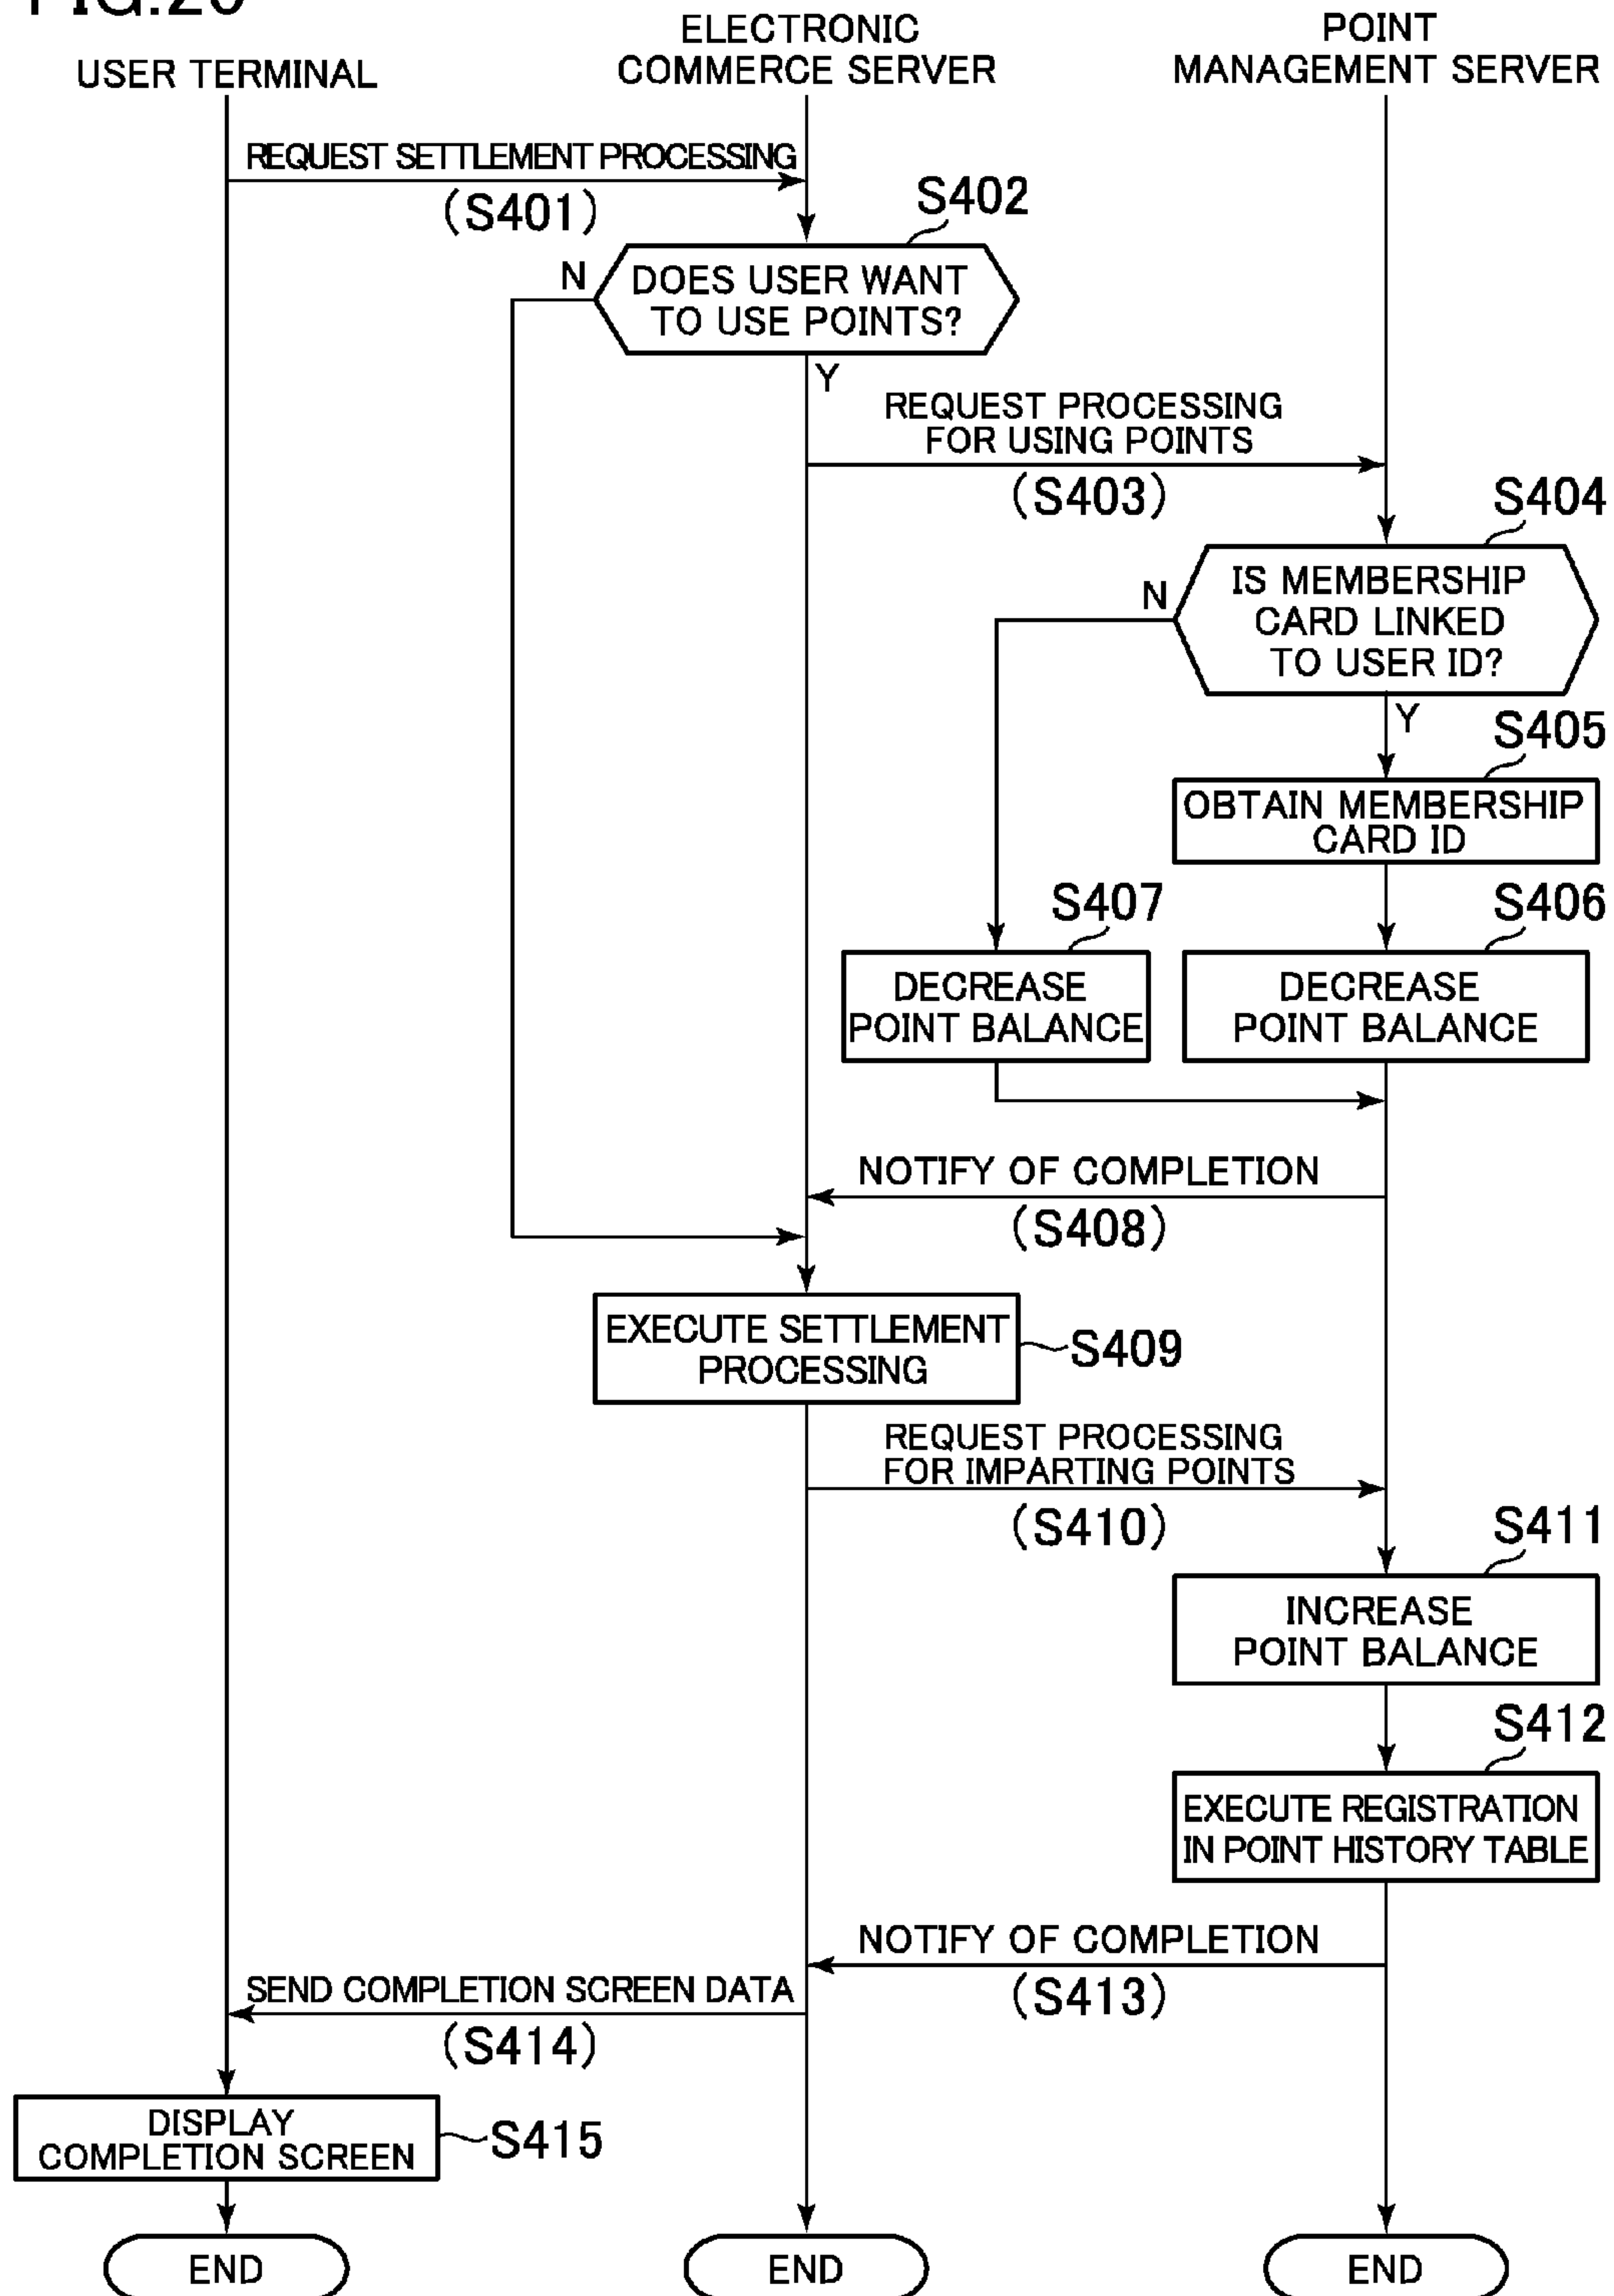 USER TERMINAL
ELECTRONIC
COMMERCE SERVER
POINT
MANAGEMENT SERVER
REQUEST SETTLEMENT PROCESSING
(S401)
S402
DOES USER WANT
TO USE POINTS?
N
Y
REQUEST PROCESSING
FOR USING POINTS
(S403)
S404
IS MEMBERSHIP
CARD LINKED
TO USER ID?
N
Y
S405
OBTAIN MEMBERSHIP
CARD ID
S407
DECREASE
POINT BALANCE
S406
DECREASE
POINT BALANCE
NOTIFY OF COMPLETION
(S408)
EXECUTE SETTLEMENT
PROCESSING
S409
REQUEST PROCESSING
FOR IMPARTING POINTS
(S410)
S411
INCREASE
POINT BALANCE
S412
EXECUTE REGISTRATION
IN POINT HISTORY TABLE
NOTIFY OF COMPLETION
(S413)
SEND COMPLETION SCREEN DATA
(S414)
DISPLAY
COMPLETION SCREEN
S415
END
END
END